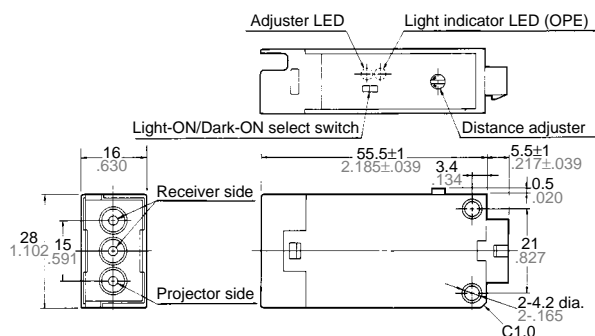 Adjuster LED
Light indicator LED (OPE)
Light-ON/Dark-ON select switch
Distance adjuster
16
.630
55.5±1
2.185±.039
5.5±1
.217±.039
3.4
.134
0.5
.020
Receiver side
28
1.102
15
.591
21
.827
Projector side
2-4.2 dia.
2-.165
C1.0